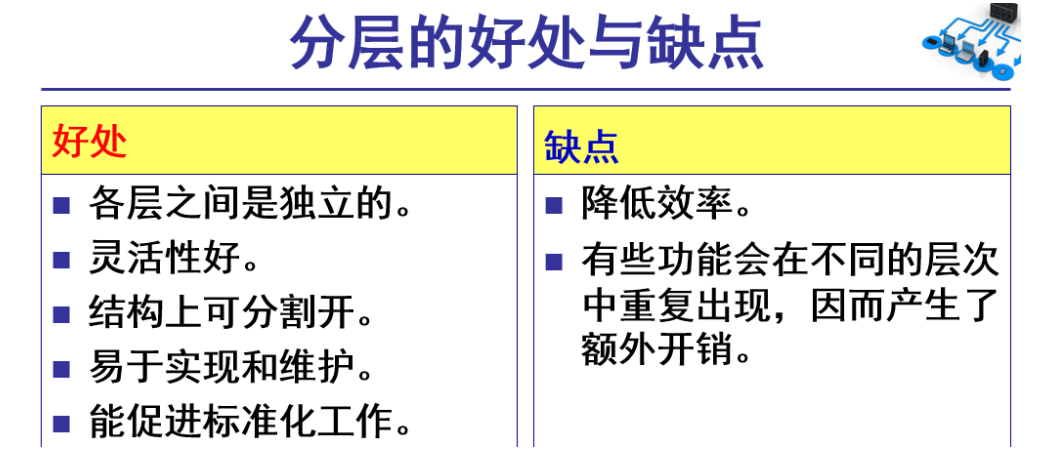 分层的好处与缺点
好处
各层之间是独立的。
灵活性好。
结构上可分割开。
易于实现和维护。
能促进标准化工作。
缺点
降低效率。
有些功能会在不同的层次
中重复出现，因而产生了
额外开销。